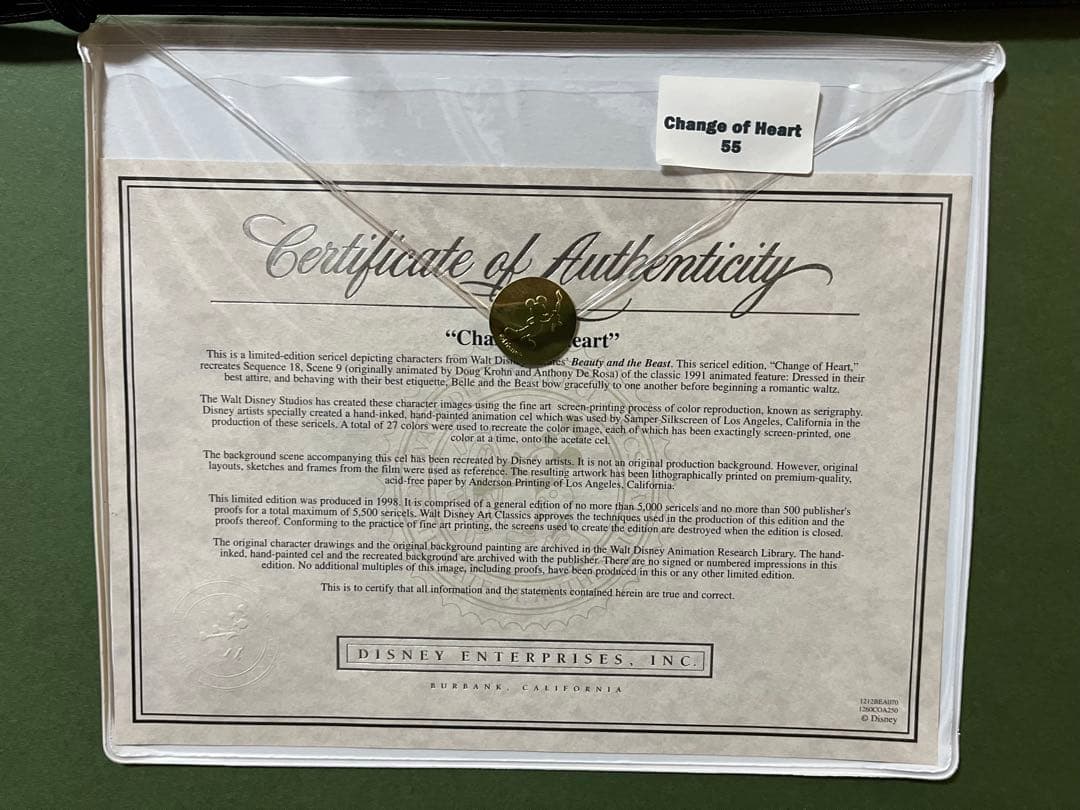 Change of Heart
55
Certificate of Authenticity
“Cha eart”
This is a limited-edition sericel depicting characters from Walt Dis es' Beauty and the Beast. This sericel edition, “Change of Heart,”
recreates Sequence 18, Scene 9 (originally animated by Doug Krohn and Anthony De Rosa) of the classic 1991 animated feature: Dressed in their
best attire, and behaving with their best etiquette, Belle and the Beast bow gracefully to one another before beginning a romantic waltz.
The Walt Disney Studios has created these character images using the fine art screen-printing process of color reproduction, known as serigraphy.
Disney artists specially created a hand-inked, hand-painted animation cel which was used by Samper-Silkscreen of Los Angeles, California in the
production of these sericels. A total of 27 colors were used to recreate the color image, each of which has been exactingly screen-printed, one
color at a time, onto the acetate cel.
The background scene accompanying this cel has been recreated by Disney artists. It is not an original production background. However, original
layouts, sketches and frames from the film were used as reference. The resulting artwork has been lithographically printed on premium-quality,
acid-free paper by Anderson Printing of Los Angeles, California.
This limited edition was produced in 1998. It is comprised of a general edition of no more than 5,000 sericels and no more than 500 publisher's
proofs for a total maximum of 5,500 sericels. Walt Disney Art Classics approves the techniques used in the production of this edition and the
proofs thereof. Conforming to the practice of fine art printing, the screens used to create the edition are destroyed when the edition is closed.
The original character drawings and the original background painting are archived in the Walt Disney Animation Research Library. The hand-
inked, hand-painted cel and the recreated background are archived with the publisher. There are no signed or numbered impressions in this
edition. No additional multiples of this image, including proofs, have been produced in this or any other limited edition.
This is to certify that all information and the statements contained herein are true and correct.
DISNEY ENTERPRISES, INC.
BURBANK, CALIFORNIA
1260COA250
© Disney